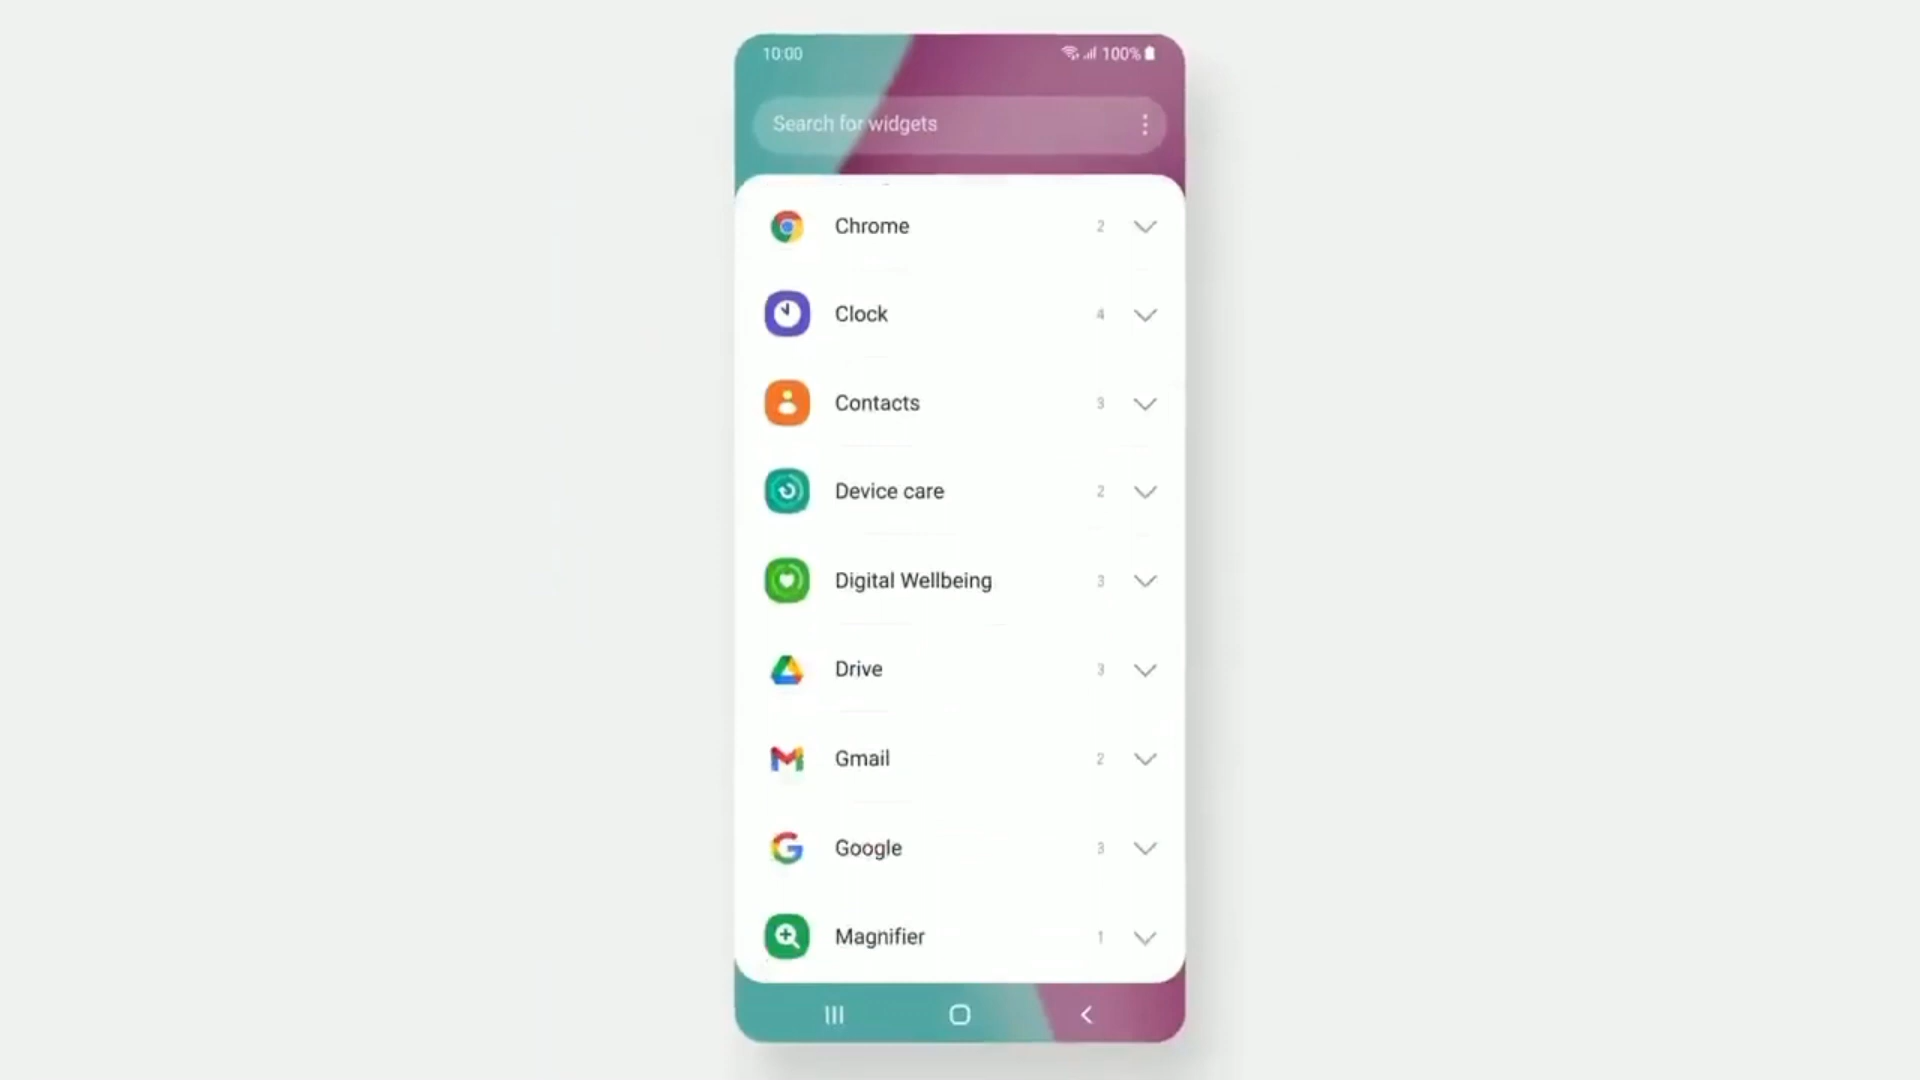 10:00 100%
Search for widgets
Chrome 2
Clock 4
Contacts 3
Device care 2
Digital Wellbeing 3
Drive 3
Gmail 2
Google 3
Magnifier 1